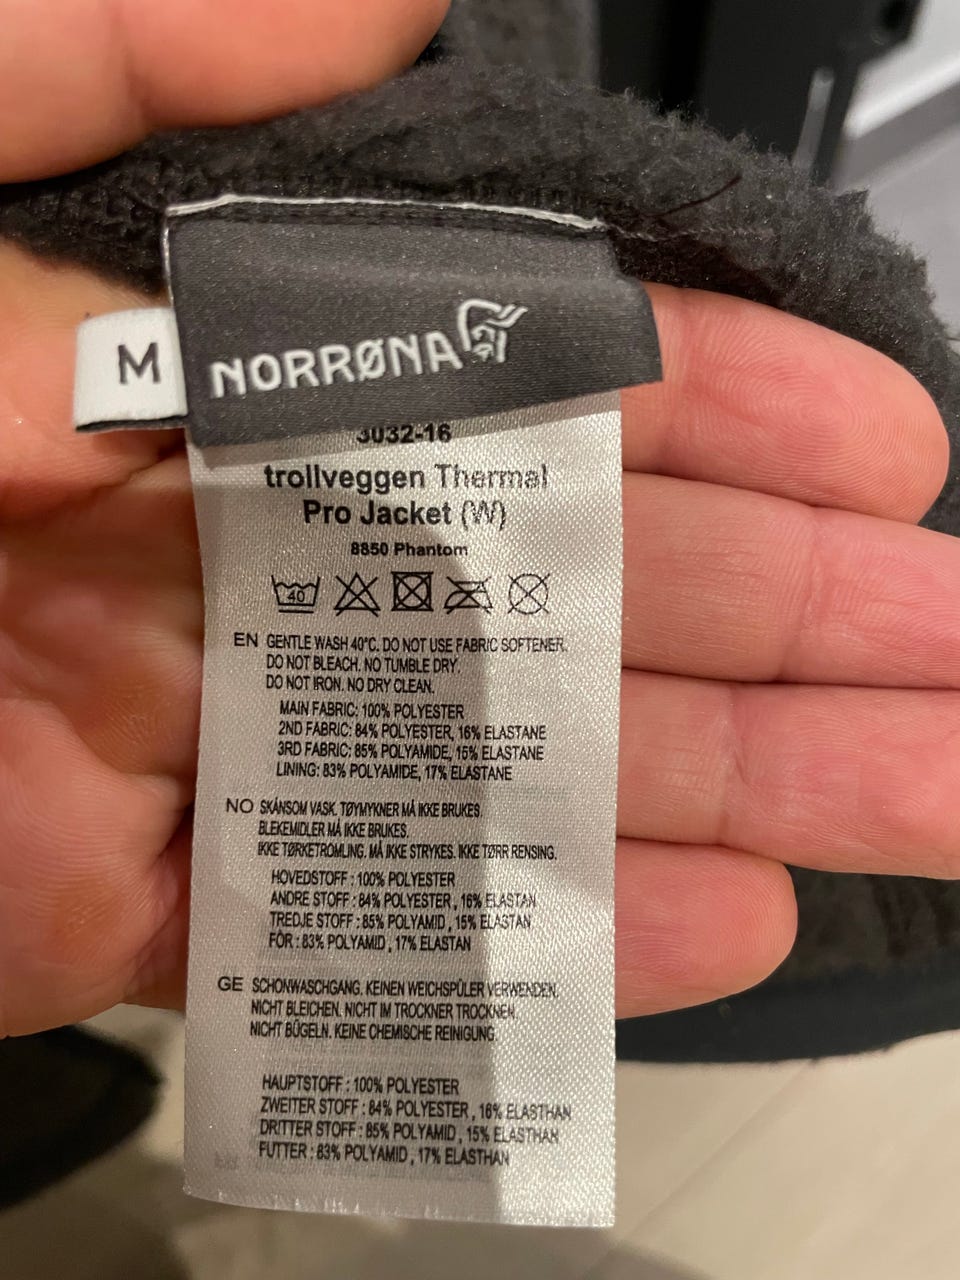 M
NORRØNA
3032-16
trollveggen Thermal
Pro Jacket (W)
8850 Phantom
40
EN GENTLE WASH 40°C. DO NOT USE FABRIC SOFTENER.
DO NOT BLEACH. NO TUMBLE DRY.
DO NOT IRON. NO DRY CLEAN.
MAIN FABRIC: 100% POLYESTER
2ND FABRIC: 84% POLYESTER, 16% ELASTANE
3RD FABRIC: 85% POLYAMIDE, 15% ELASTANE
LINING: 83% POLYAMIDE, 17% ELASTANE
NO SKÅNSOM VASK. TØYMYKNER MÅ IKKE BRUKES.
BLEKEMIDLER MÅ IKKE BRUKES.
IKKE TØRKETROMLING. MÅ IKKE STRYKES. IKKE TØRR RENSING.
HOVEDSTOFF : 100% POLYESTER
ANDRE STOFF : 84% POLYESTER , 16% ELASTAN
TREDJE STOFF : 85% POLYAMID , 15% ELASTAN
FÔR : 83% POLYAMID , 17% ELASTAN
GE SCHONWASCHGANG. KEINEN WEICHSPÜLER VERWENDEN.
NICHT BLEICHEN. NICHT IM TROCKNER TROCKNEN.
NICHT BÜGELN. KEINE CHEMISCHE REINIGUNG.
HAUPTSTOFF : 100% POLYESTER
ZWEITER STOFF : 84% POLYESTER , 16% ELASTHAN
DRITTER STOFF : 85% POLYAMID , 15% ELASTHAN
FUTTER : 83% POLYAMID , 17% ELASTHAN